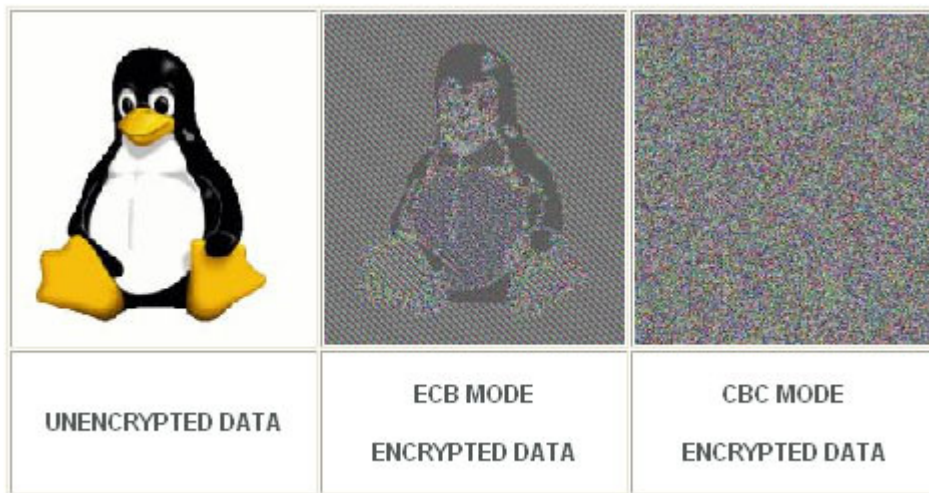 UNENCRYPTED DATA
ECB MODE
ENCRYPTED DATA
CBC MODE
ENCRYPTED DATA